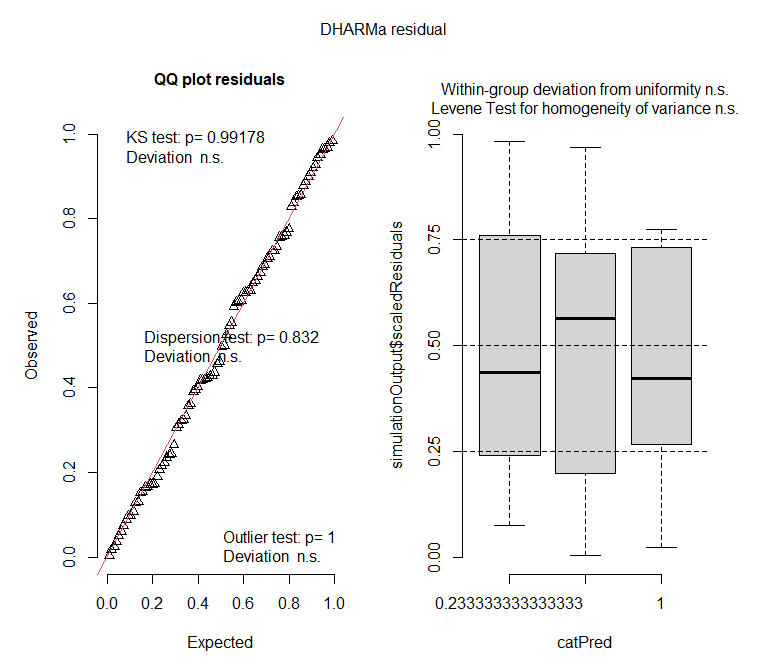 DHARMa residual
QQ plot residuals
KS test: p= 0.99178
Deviation n.s.
Dispersion test: p= 0.832
Deviation n.s.
Outlier test: p= 1
Deviation n.s.
Observed
0.0
0.2
0.4
0.6
0.8
1.0
0.0
0.2
0.4
0.6
0.8
1.0
Expected
Within-group deviation from uniformity n.s.
Levene Test for homogeneity of variance n.s.
simulationOutput$scaledResiduals
0.00
0.25
0.50
0.75
1.00
0.233333333333333
1
catPred